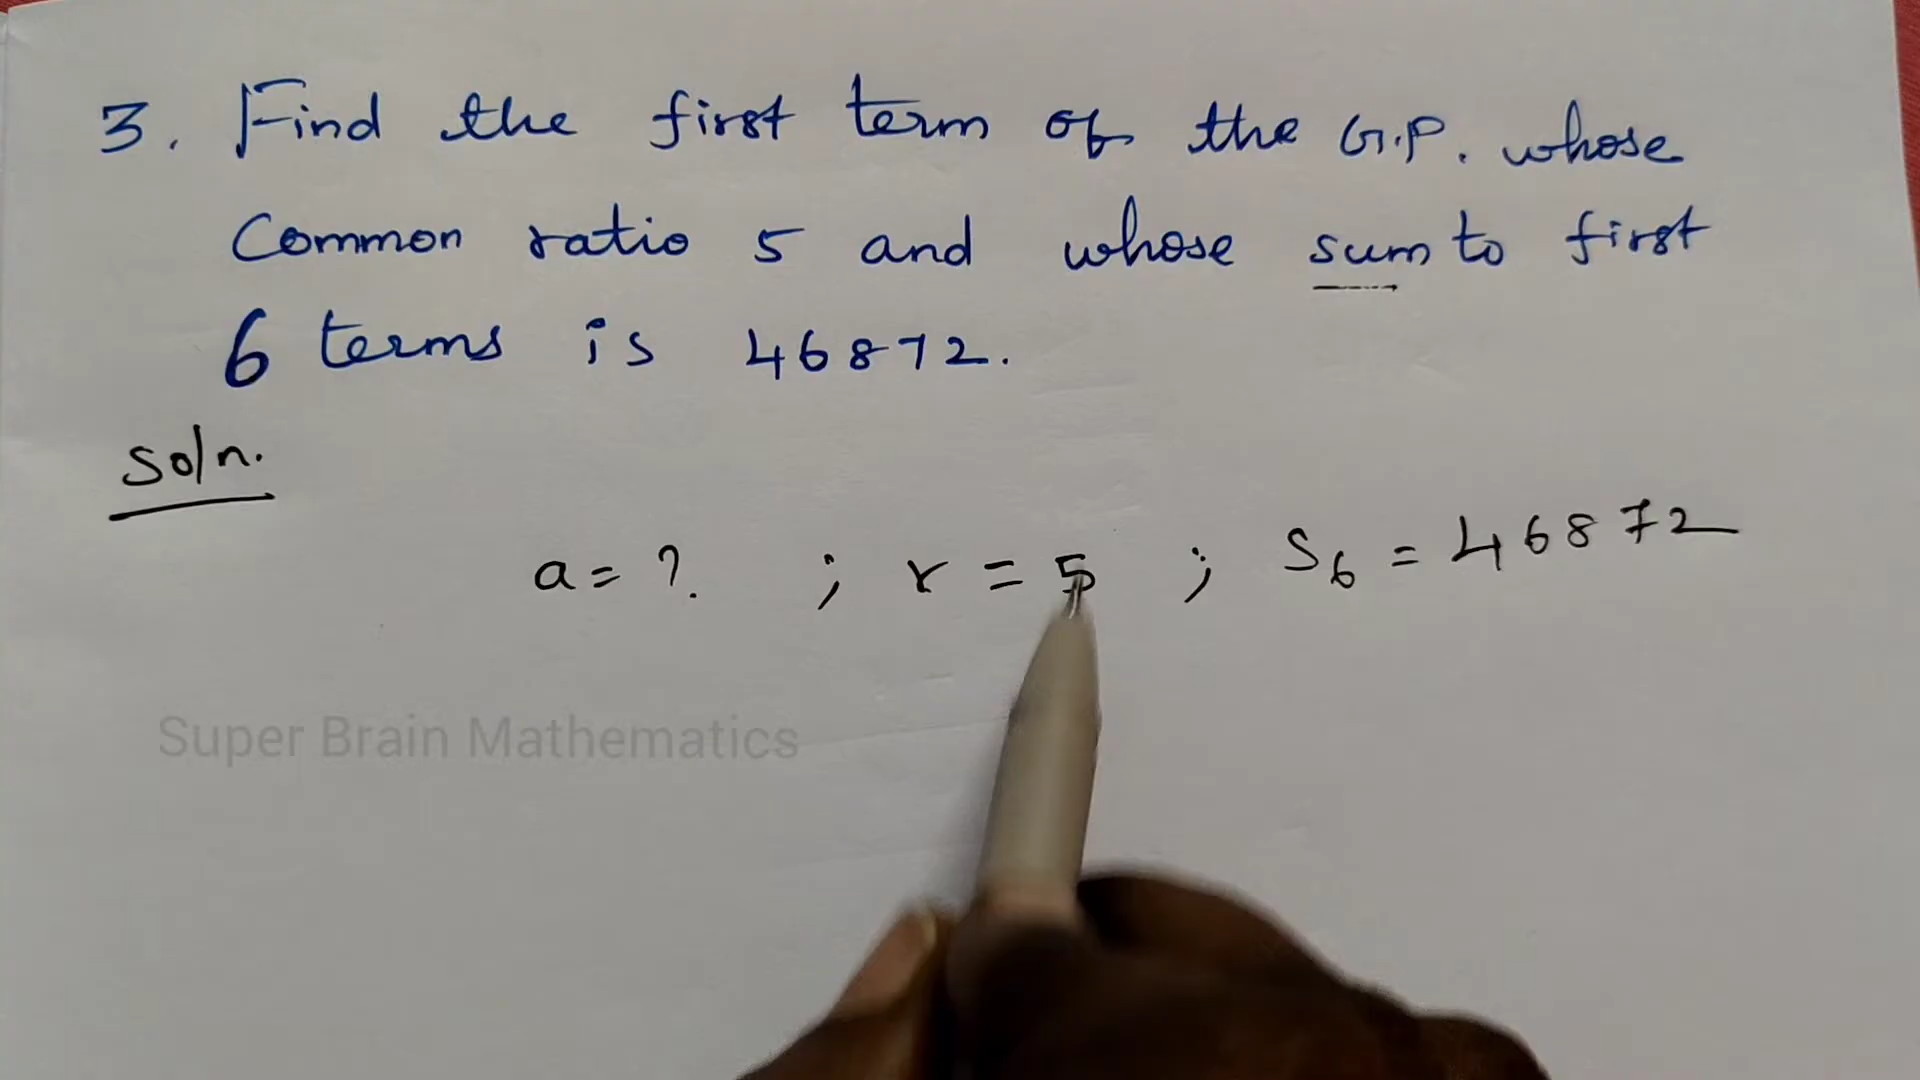 3. Find the first term of the G.P. whose
Common ratio 5 and whose sum to first
6 terms is 46872.
Soln.
a = ? ; r = 5 ; S6 = 46872
Super Brain Mathematics